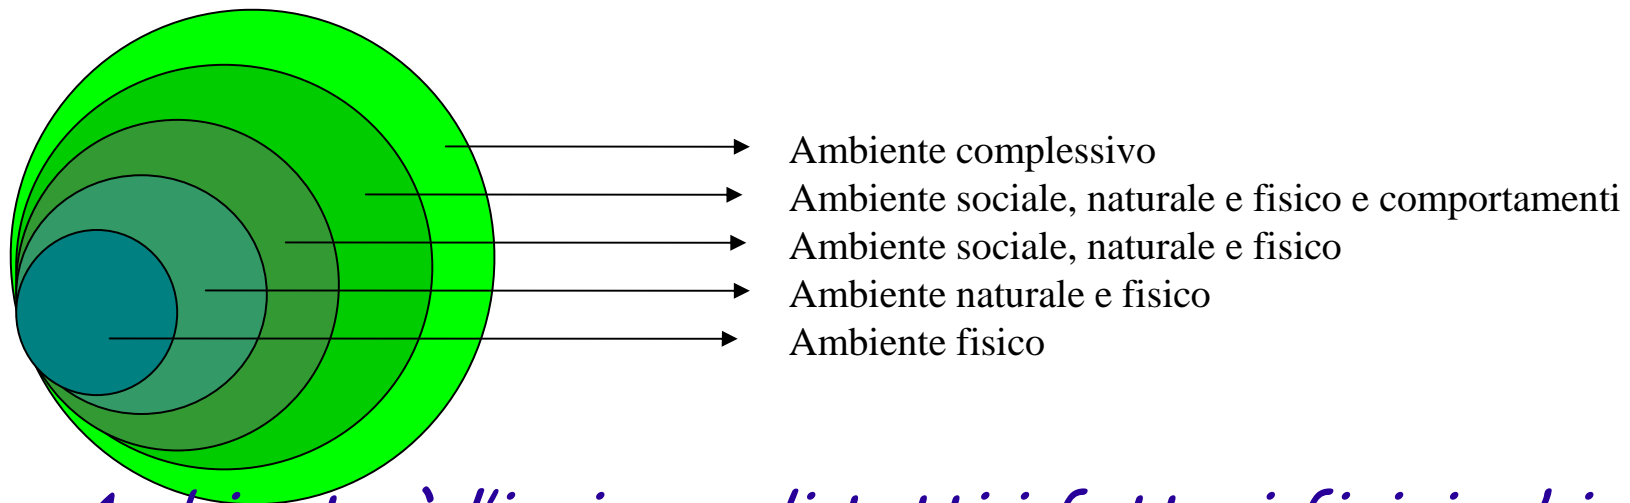 Ambiente complessivo
Ambiente sociale, naturale e fisico e comportamenti
Ambiente sociale, naturale e fisico
Ambiente naturale e fisico
Ambiente fisico